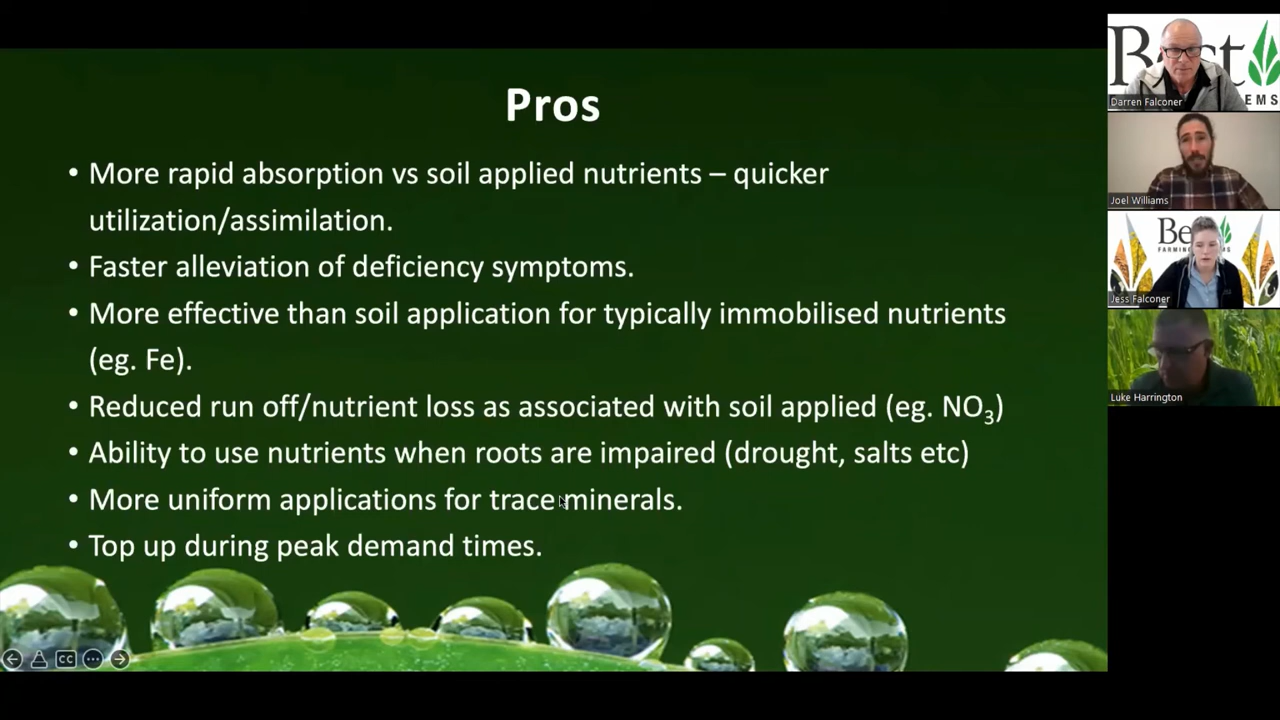 Pros
• More rapid absorption vs soil applied nutrients – quicker
utilization/assimilation.
• Faster alleviation of deficiency symptoms.
• More effective than soil application for typically immobilised nutrients
(eg. Fe).
• Reduced run off/nutrient loss as associated with soil applied (eg. NO₃)
• Ability to use nutrients when roots are impaired (drought, salts etc)
• More uniform applications for trace minerals.
• Top up during peak demand times.
CC
Darren Falconer
Joel Williams
Jess Falconer
Luke Harrington